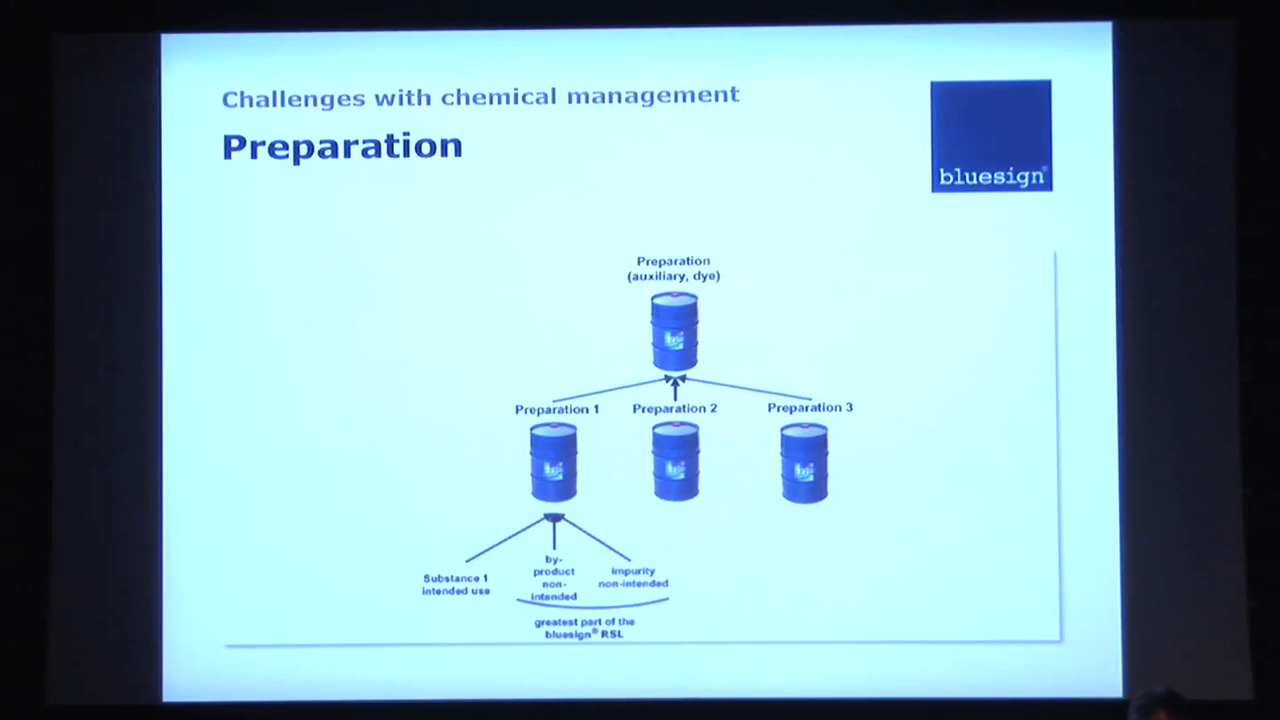 Challenges with chemical management
Preparation
bluesign®
Preparation
(auxiliary, dye)
Preparation 1
Preparation 2
Preparation 3
Substance 1
intended use
by-
product
non-
intended
impurity
non-intended
greatest part of the
bluesign® RSL